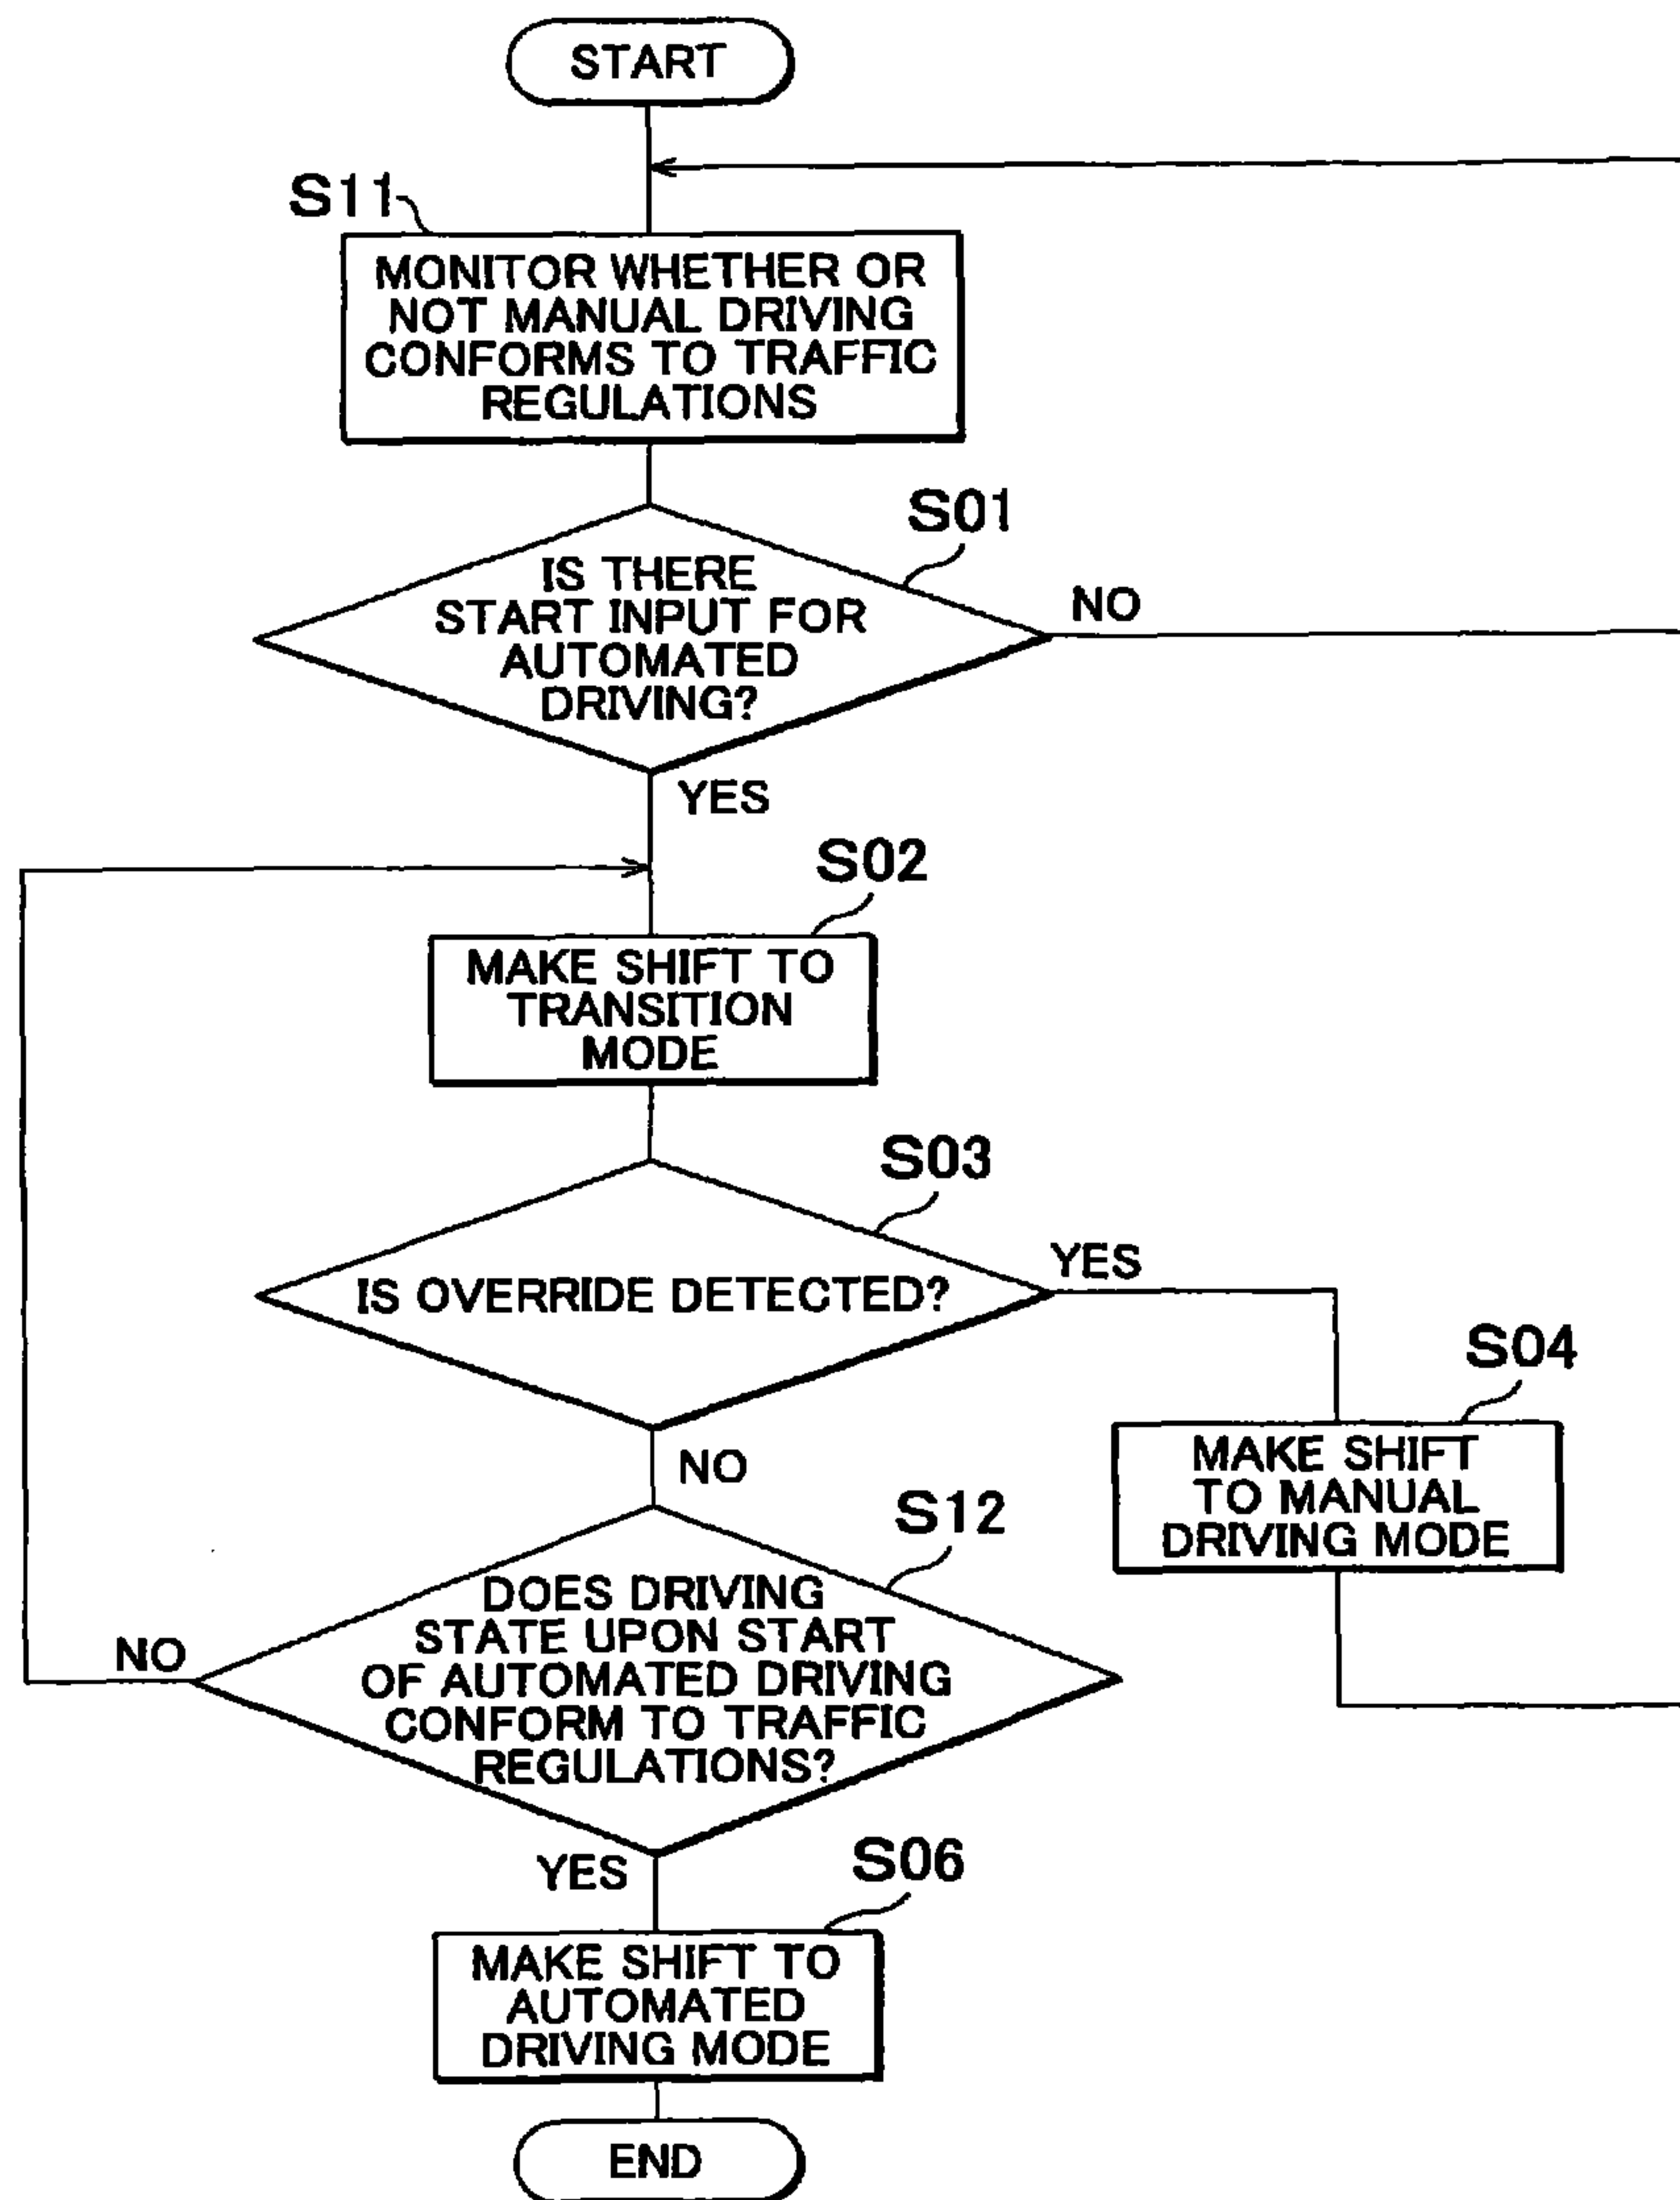 START
S11
MONITOR WHETHER OR
NOT MANUAL DRIVING
CONFORMS TO TRAFFIC
REGULATIONS
S01
IS THERE
START INPUT FOR
AUTOMATED
DRIVING?
NO
YES
S02
MAKE SHIFT TO
TRANSITION
MODE
S03
IS OVERRIDE DETECTED?
YES
NO
S04
MAKE SHIFT
TO MANUAL
DRIVING MODE
S12
DOES DRIVING
STATE UPON START
OF AUTOMATED DRIVING
CONFORM TO TRAFFIC
REGULATIONS?
NO
YES
S06
MAKE SHIFT TO
AUTOMATED
DRIVING MODE
END